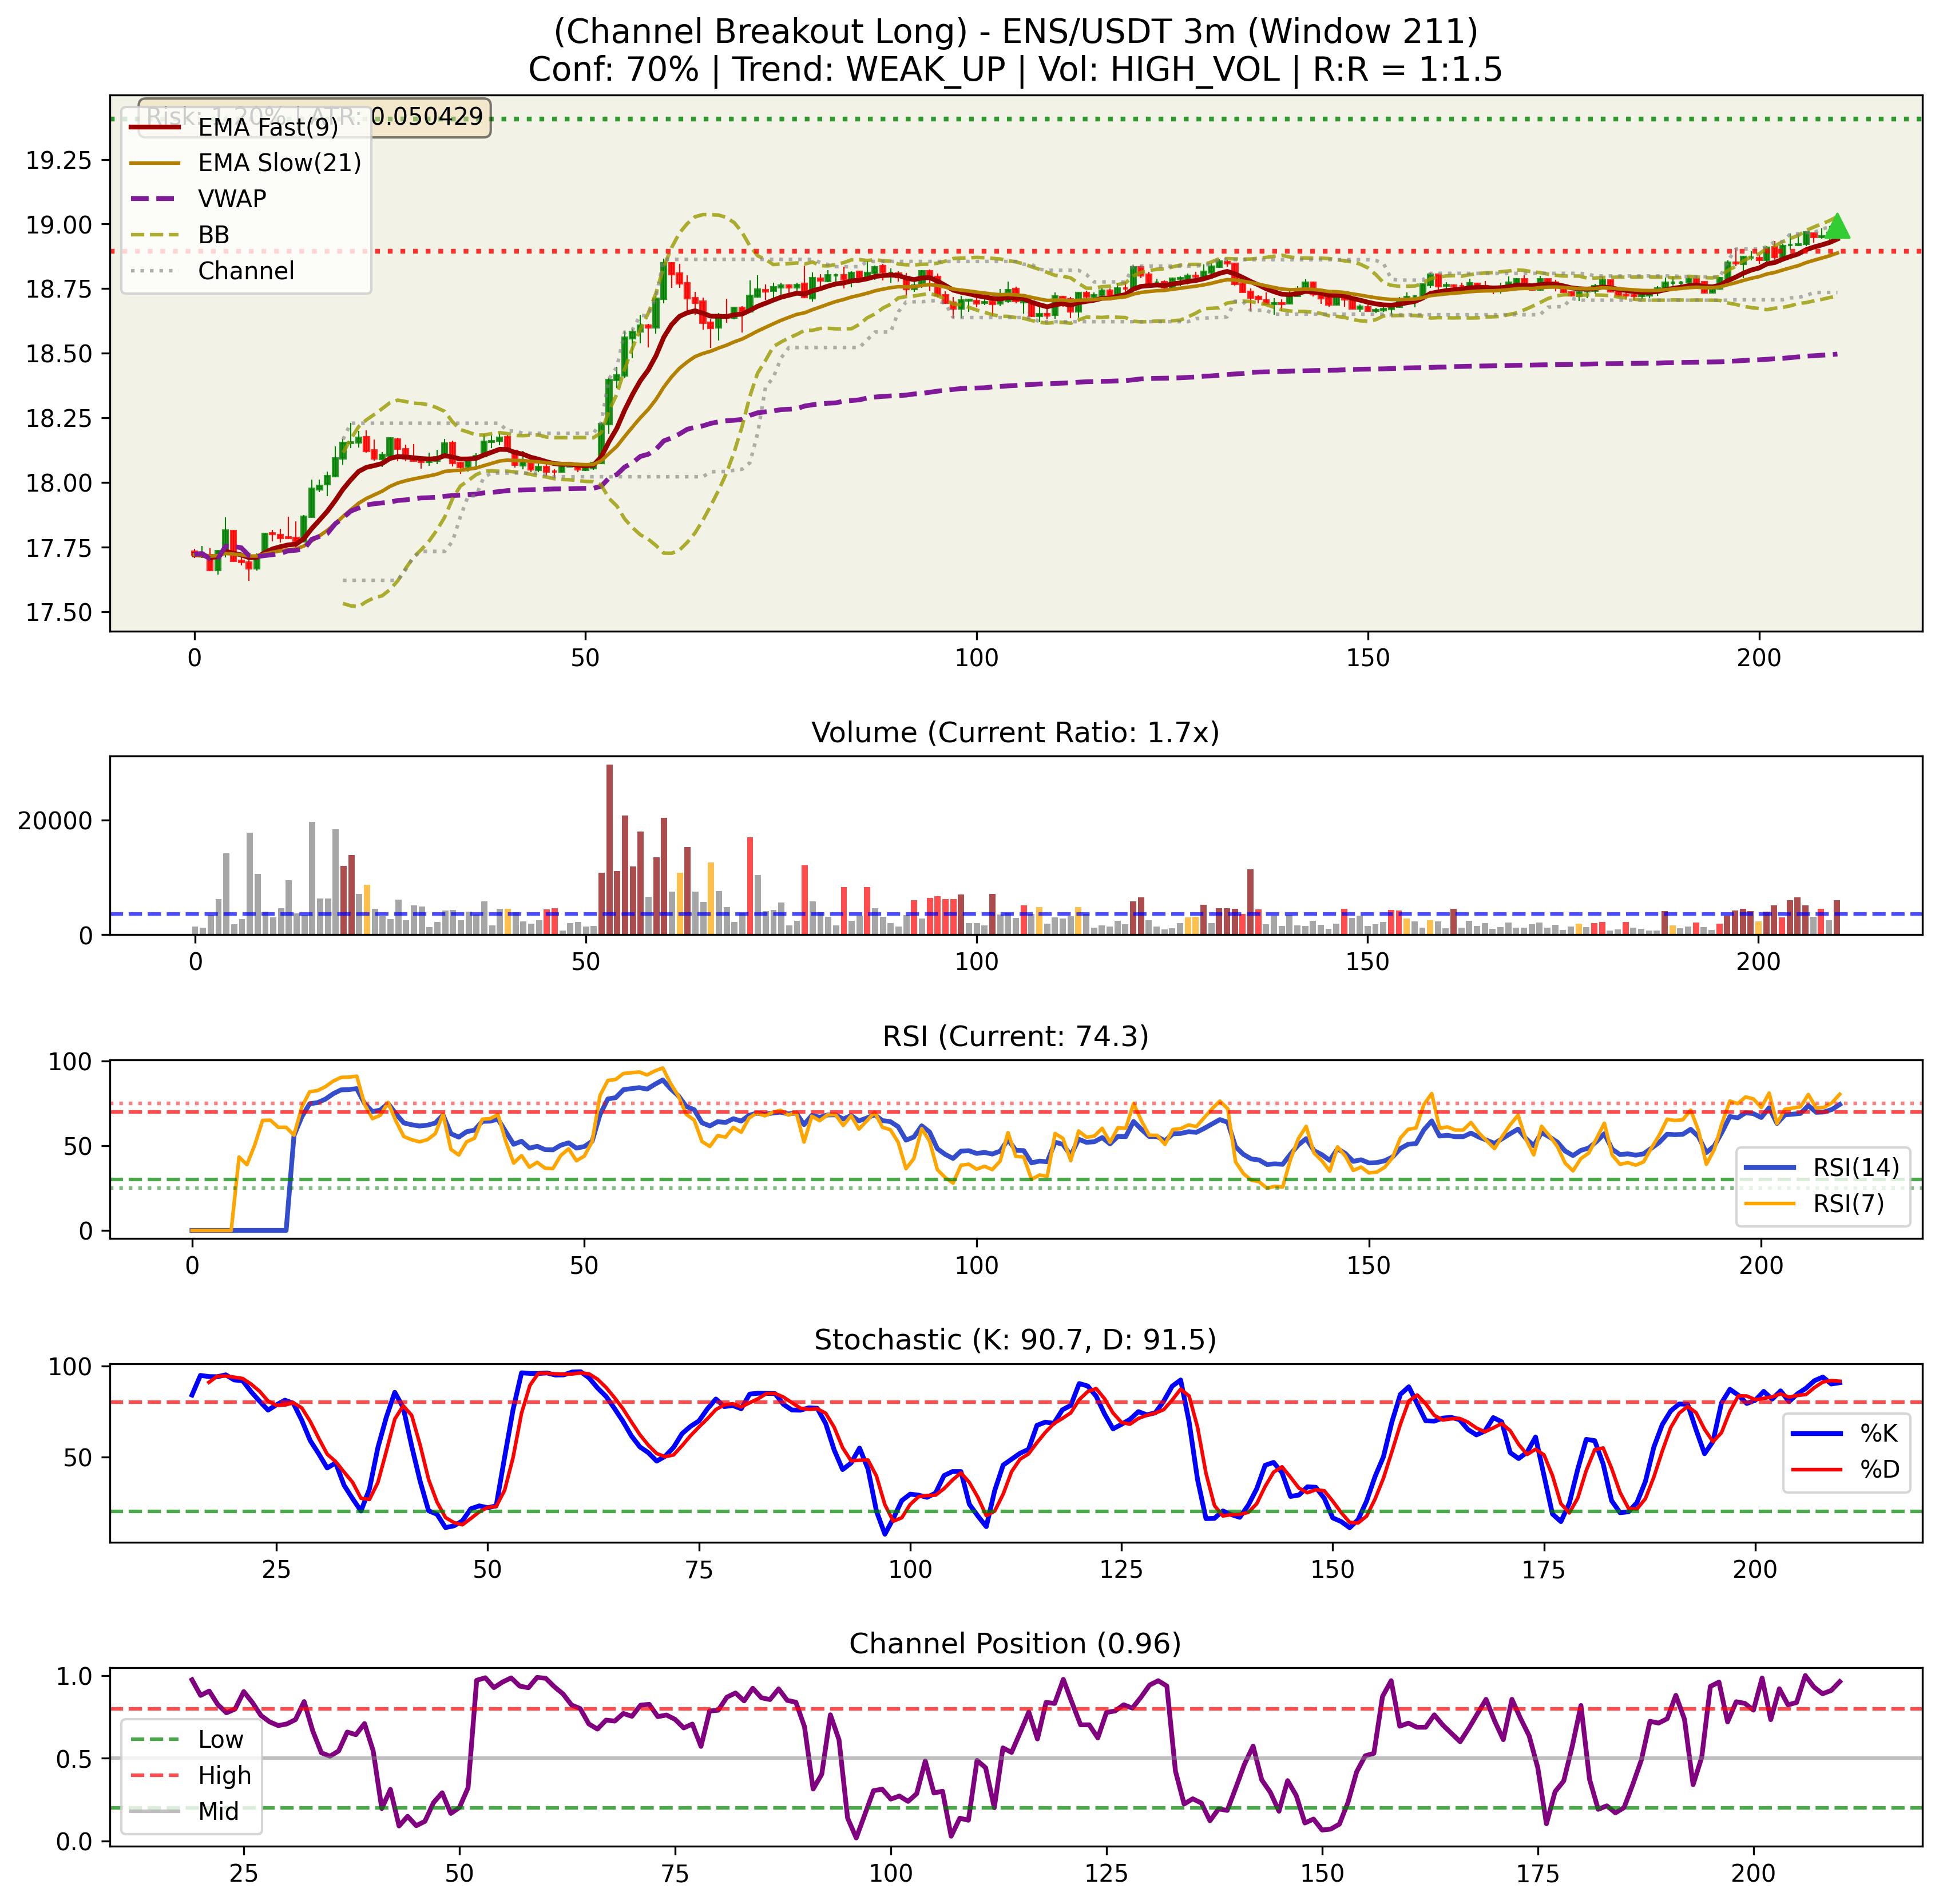 (Channel Breakout Long) - ENS/USDT 3m (Window 211)
Conf: 70% | Trend: WEAK_UP | Vol: HIGH_VOL | R:R = 1:1.5
Risk: 1.20% | ATR: 0.050429
EMA Fast(9)
EMA Slow(21)
VWAP
BB
Channel
19.25
19.00
18.75
18.50
18.25
18.00
17.75
17.50
0 50 100 150 200
Volume (Current Ratio: 1.7x)
20000
0
0 50 100 150 200
RSI (Current: 74.3)
100
50
0
RSI(14)
RSI(7)
0 50 100 150 200
Stochastic (K: 90.7, D: 91.5)
100
50
%K
%D
25 50 75 100 125 150 175 200
Channel Position (0.96)
1.0
0.5
0.0
Low
High
Mid
25 50 75 100 125 150 175 200